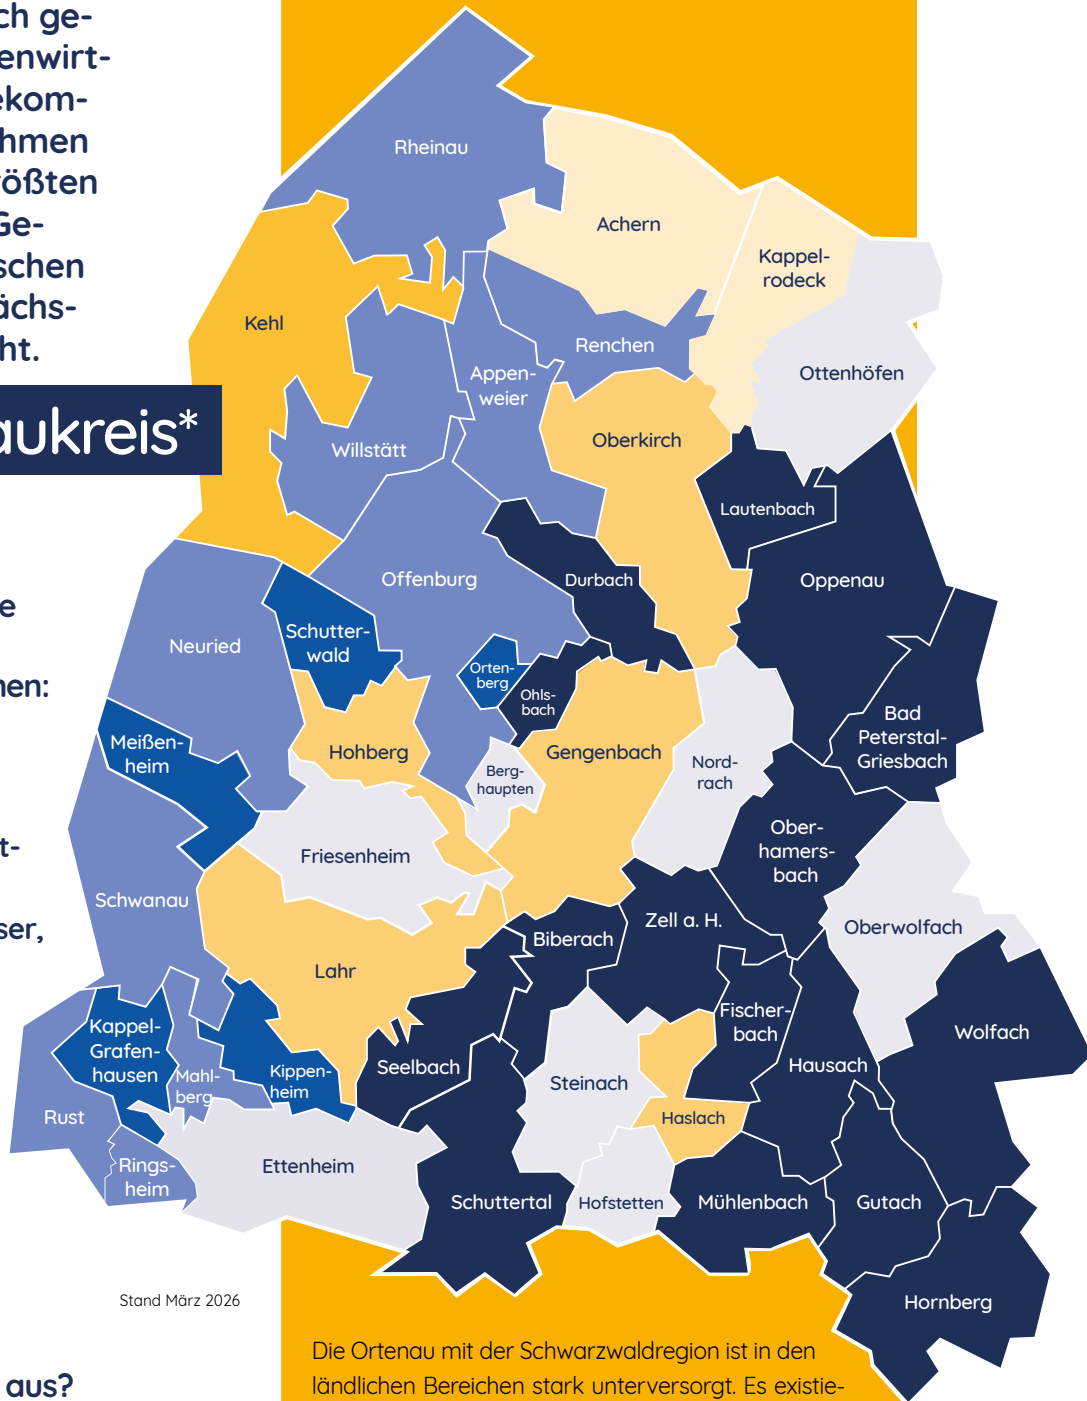 ch ge-
enwirt-
ekom-
hmen
ößten
Ge-
schen
ächs-
ht.
aukreis*
e
nen:
t-
ser,
Stand März 2026
aus?
Rheinau
Achern
Kappel-
rodeck
Kehl
Renchen
Appen-
weier
Ottenhöfen
Oberkirch
Willstätt
Lautenbach
Offenburg
Durbach
Oppenau
Schutter-
wald
Neuried
Orten-
berg
Ohls-
bach
Bad
Peterstal-
Griesbach
Meißen-
heim
Hohberg
Gengenbach
Nord-
rach
Berg-
haupten
Ober-
hamers-
bach
Friesenheim
Schwanau
Zell a. H.
Oberwolfach
Biberach
Lahr
Fischer-
bach
Wolfach
Kappel-
Grafen-
hausen
Mahl-
berg
Kippen-
heim
Seelbach
Steinach
Hausach
Rust
Haslach
Rings-
heim
Ettenheim
Schuttertal
Hofstetten
Mühlenbach
Gutach
Hornberg
Die Ortenau mit der Schwarzwaldregion ist in den
ländlichen Bereichen stark unterversorgt. Es existie-